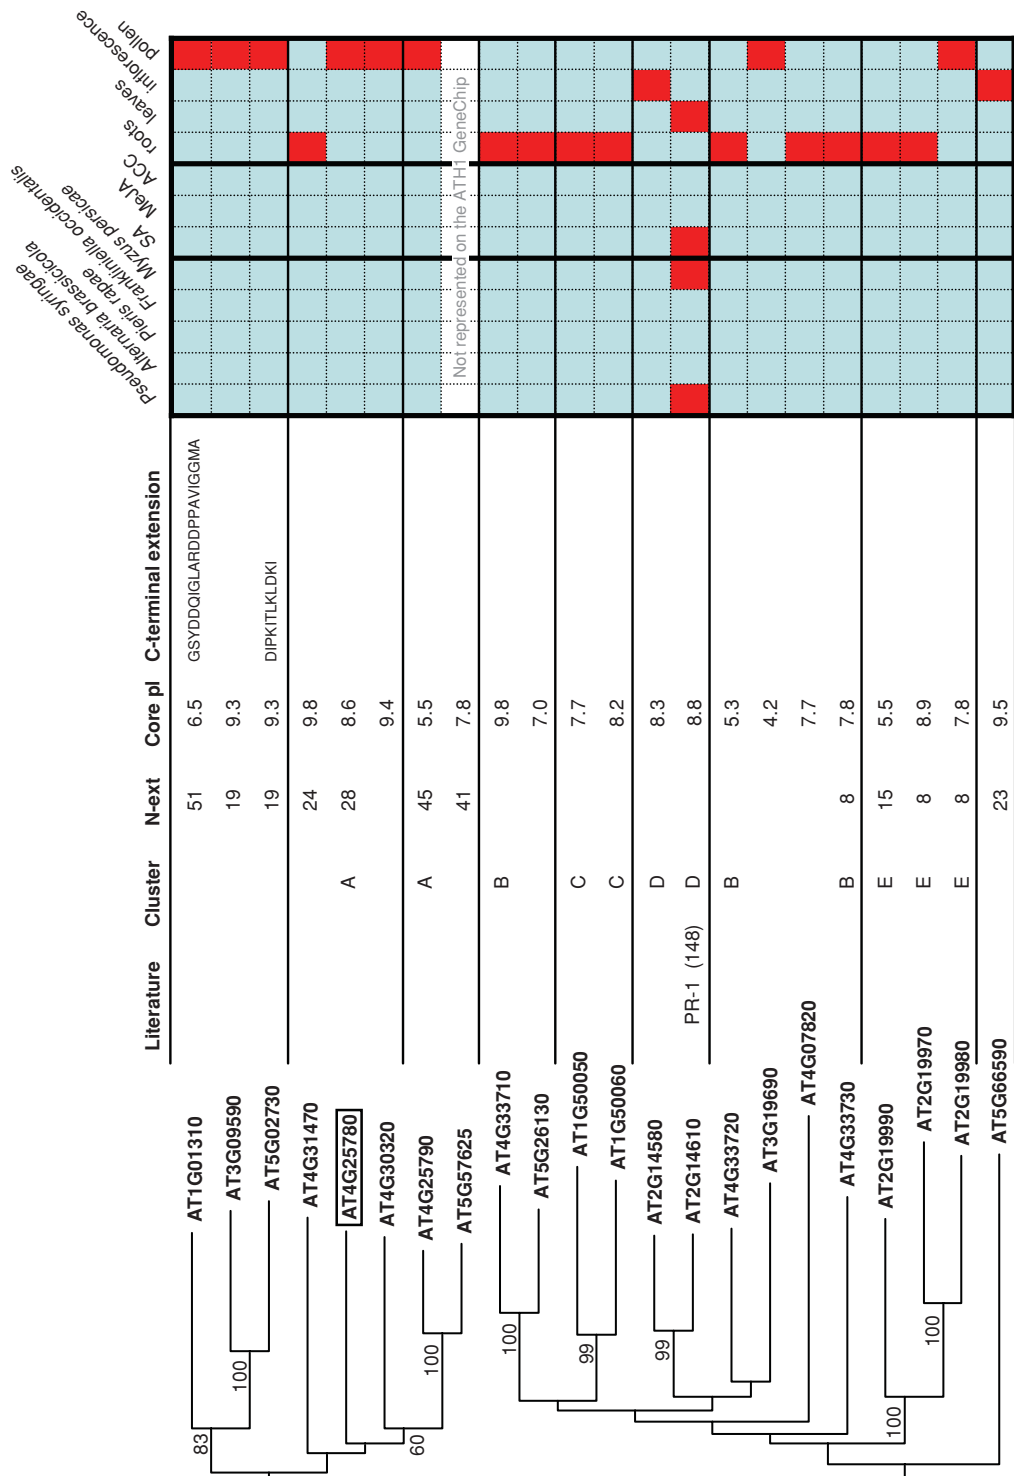 Literature Cluster N-ext Core pI C-terminal extension
Pseudomonas syringae
Alternaria brassicicola
Pieris rapae
Frankliniella occidentalis
Myzus persicae
SA
MeJA
ACC
roots
leaves
inflorescence
pollen
AT1G01310 51 6.5 GSYDDQIGLARDDPPAVIGGMA
83
AT3G09590 19 9.3
100
AT5G02730 19 9.3 DIPKITLKLDKI
AT4G31470 24 9.8
AT4G25780 A 28 8.6
AT4G30320 9.4
60
AT4G25790 A 45 5.5
100
AT5G57625 41 7.8 Not represented on the ATH1 GeneChip
AT4G33710 B 9.8
100
AT5G26130 7.0
AT1G50050 C 7.7
99
AT1G50060 C 8.2
AT2G14580 D 8.3
99
AT2G14610 PR-1 (148) D 8.8
AT4G33720 B 5.3
AT3G19690 4.2
AT4G07820 7.7
AT4G33730 B 8 7.8
AT2G19990 E 15 5.5
100
AT2G19970 E 8 8.9
100
AT2G19980 E 8 7.8
AT5G66590 23 9.5